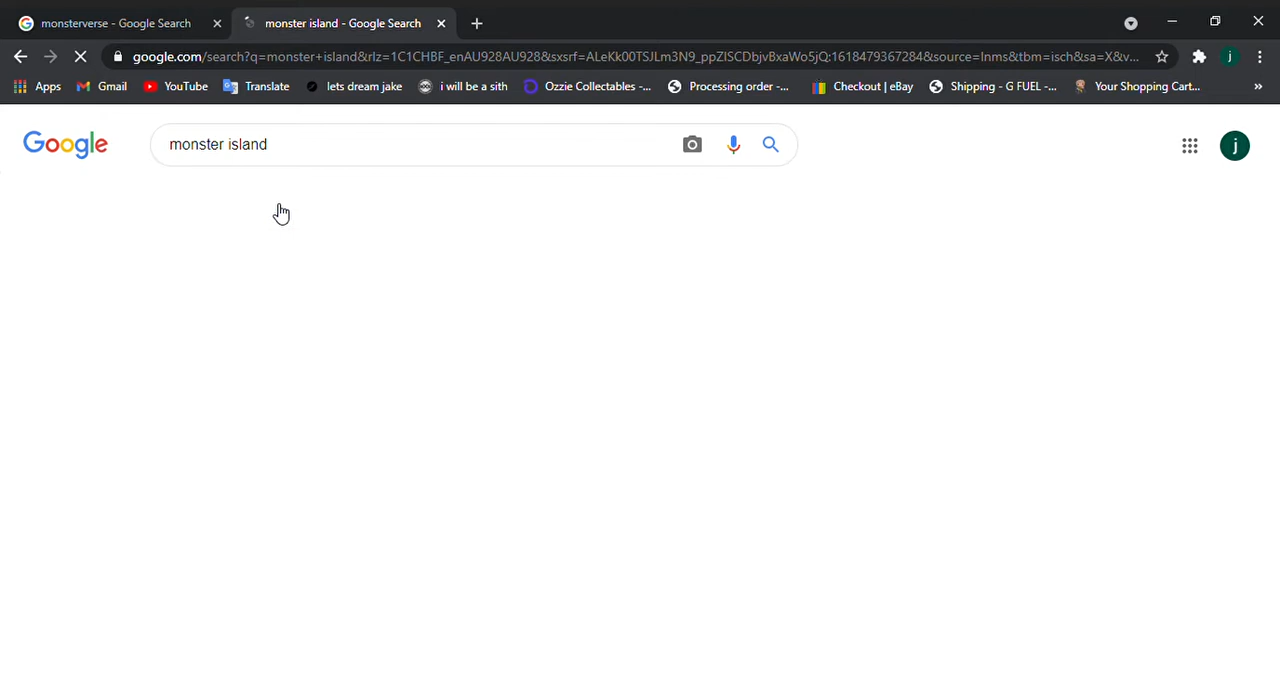 monsterverse - Google Search
monster island - Google Search
google.com/search?q=monster+island&rlz=1C1CHBF_enAU928AU928&sxsrf=ALeKk00TSJLm3N9_ppZISCDbjvBxaWo5jQ:1618479367284&source=lnms&tbm=isch&sa=X&v...
j
Apps Gmail YouTube Translate lets dream jake i will be a sith Ozzie Collectables -... Processing order -... Checkout | eBay Shipping - G FUEL -... Your Shopping Cart... »
Google
monster island
j